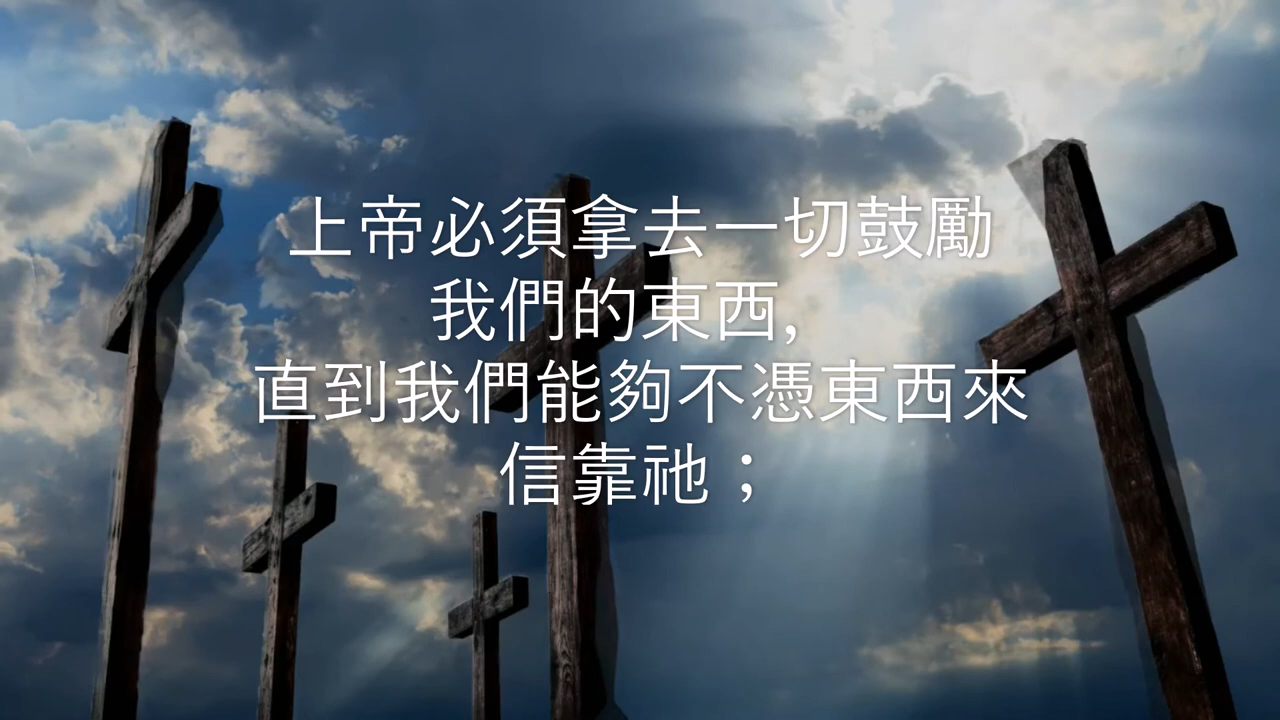 上帝必須拿去一切鼓勵
我們的東西，
直到我們能夠不憑東西來
信靠祂；